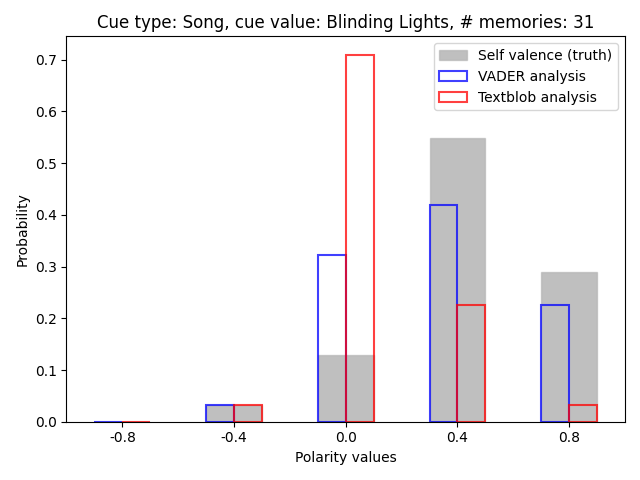 Cue type: Song, cue value: Blinding Lights, # memories: 31
Self valence (truth)
VADER analysis
Textblob analysis
Probability
0.7
0.6
0.5
0.4
0.3
0.2
0.1
0.0
-0.8 -0.4 0.0 0.4 0.8
Polarity values